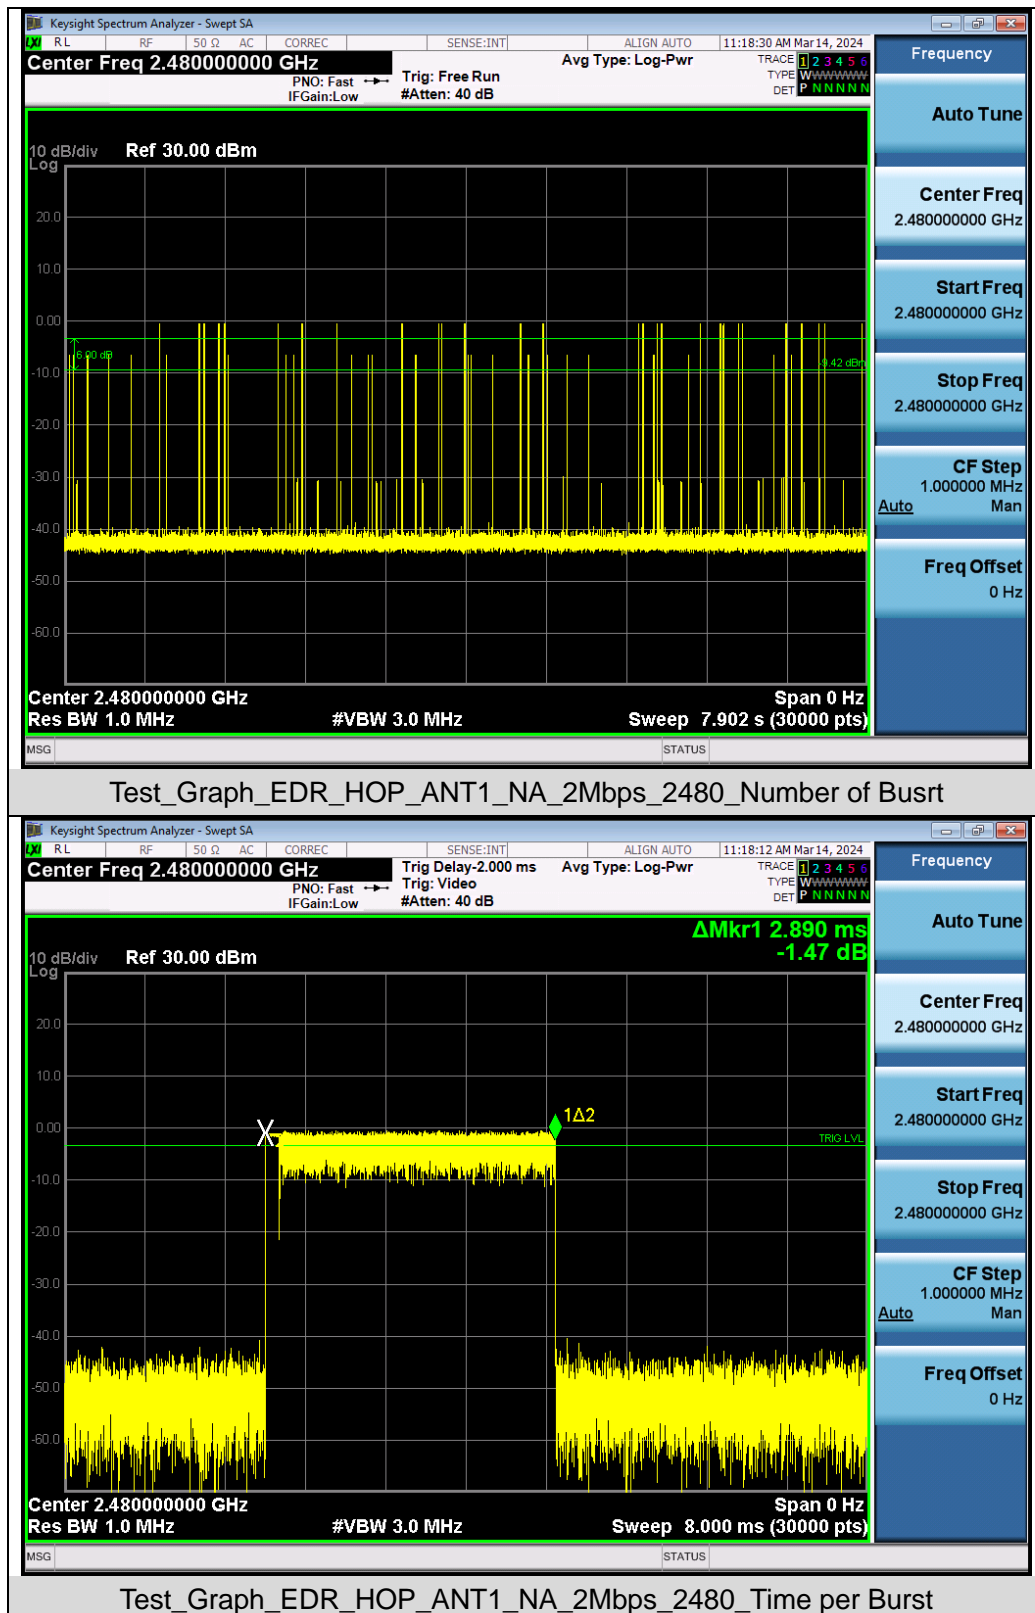 Keysight Spectrum Analyzer - Swept SA
LXI RL RF 50 Ω AC CORREC SENSE:INT ALIGN AUTO 11:18:30 AM Mar 14, 2024
Center Freq 2.480000000 GHz
PNO: Fast
IFGain:Low
Trig: Free Run
#Atten: 40 dB
Avg Type: Log-Pwr
TRACE 1 2 3 4 5 6
TYPE WWWWWW
DET P N N N N N
10 dB/div
Log
Ref 30.00 dBm
20.0
10.0
0.00
6.00 dB
-9.42 dBm
-10.0
-20.0
-30.0
-40.0
-50.0
-60.0
Center 2.480000000 GHz
Span 0 Hz
Res BW 1.0 MHz
#VBW 3.0 MHz
Sweep 7.902 s (30000 pts)
MSG
STATUS
Frequency
Auto Tune
Center Freq
2.480000000 GHz
Start Freq
2.480000000 GHz
Stop Freq
2.480000000 GHz
CF Step
1.000000 MHz
Auto Man
Freq Offset
0 Hz
Test_Graph_EDR_HOP_ANT1_NA_2Mbps_2480_Number of Busrt
Keysight Spectrum Analyzer - Swept SA
LXI RL RF 50 Ω AC CORREC SENSE:INT ALIGN AUTO 11:18:12 AM Mar 14, 2024
Center Freq 2.480000000 GHz
PNO: Fast
IFGain:Low
Trig Delay-2.000 ms
Trig: Video
#Atten: 40 dB
Avg Type: Log-Pwr
TRACE 1 2 3 4 5 6
TYPE WWWWWW
DET P N N N N N
ΔMkr1 2.890 ms
-1.47 dB
10 dB/div
Log
Ref 30.00 dBm
20.0
10.0
0.00
1Δ2
TRIG LVL
-10.0
-20.0
-30.0
-40.0
-50.0
-60.0
Center 2.480000000 GHz
Span 0 Hz
Res BW 1.0 MHz
#VBW 3.0 MHz
Sweep 8.000 ms (30000 pts)
MSG
STATUS
Frequency
Auto Tune
Center Freq
2.480000000 GHz
Start Freq
2.480000000 GHz
Stop Freq
2.480000000 GHz
CF Step
1.000000 MHz
Auto Man
Freq Offset
0 Hz
Test_Graph_EDR_HOP_ANT1_NA_2Mbps_2480_Time per Burst